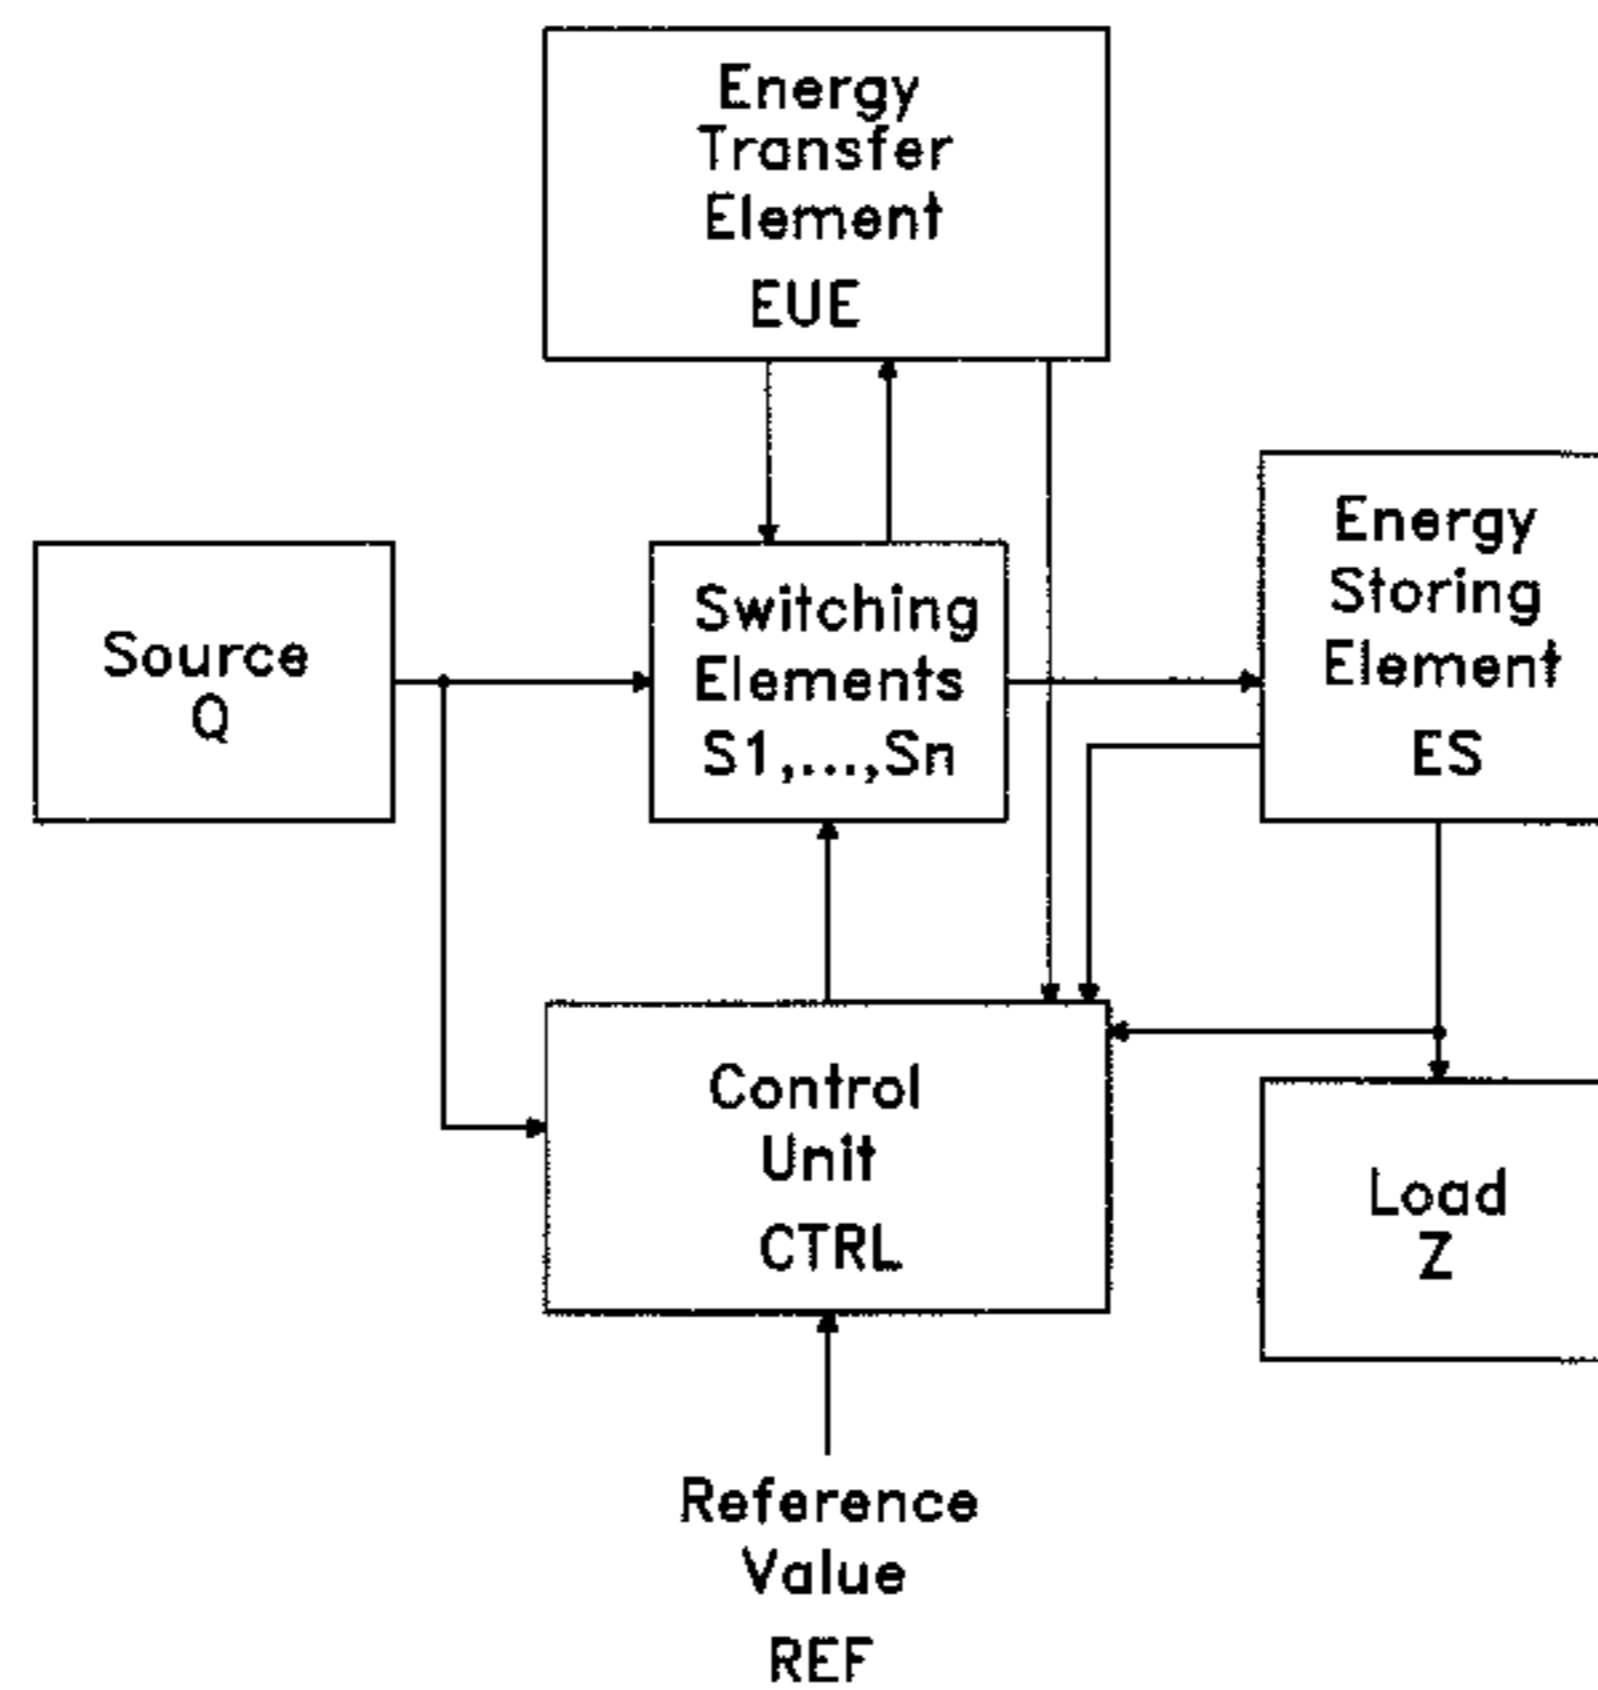 Energy
Transfer
Element
EUE
Source
Q
Switching
Elements
S1,...,Sn
Energy
Storing
Element
ES
Control
Unit
CTRL
Load
Z
Reference
Value
REF